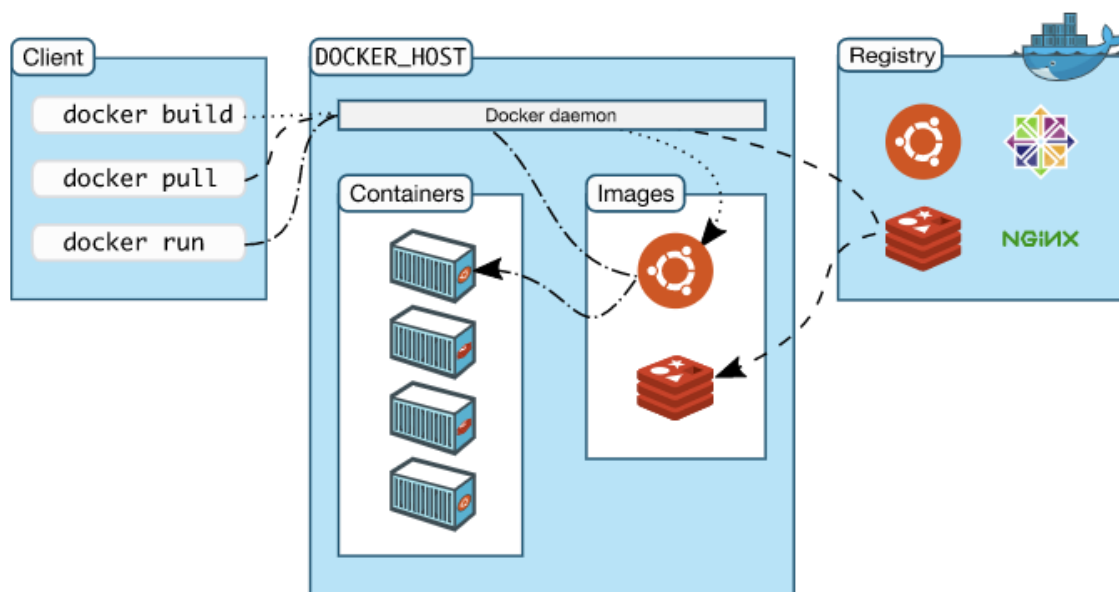 Client
docker build
docker pull
docker run
DOCKER_HOST
Docker daemon
Containers
Images
Registry
NGiNX